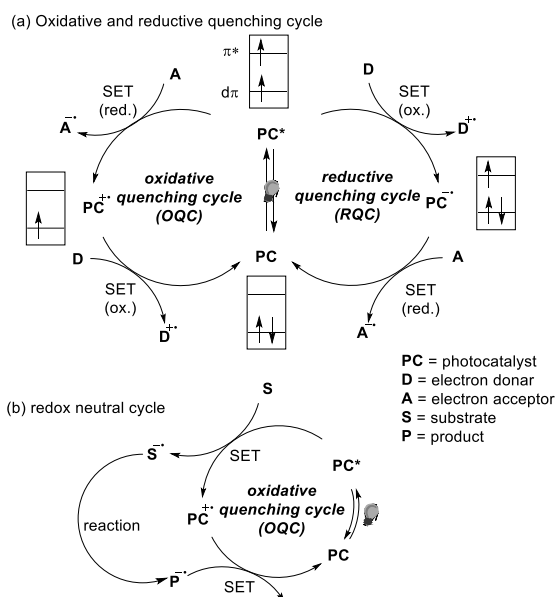 (a) Oxidative and reductive quenching cycle
π*
dπ
A
SET
(red.)
A−•
D
SET
(ox.)
D+•
PC*
oxidative
quenching cycle
(OQC)
reductive
quenching cycle
(RQC)
PC+•
PC−•
PC
D
SET
(ox.)
D+•
A
SET
(red.)
A−•
PC = photocatalyst
D = electron donar
A = electron acceptor
S = substrate
P = product
(b) redox neutral cycle
S
S−•
SET
PC*
oxidative
quenching cycle
(OQC)
PC+•
reaction
PC
P−•
SET